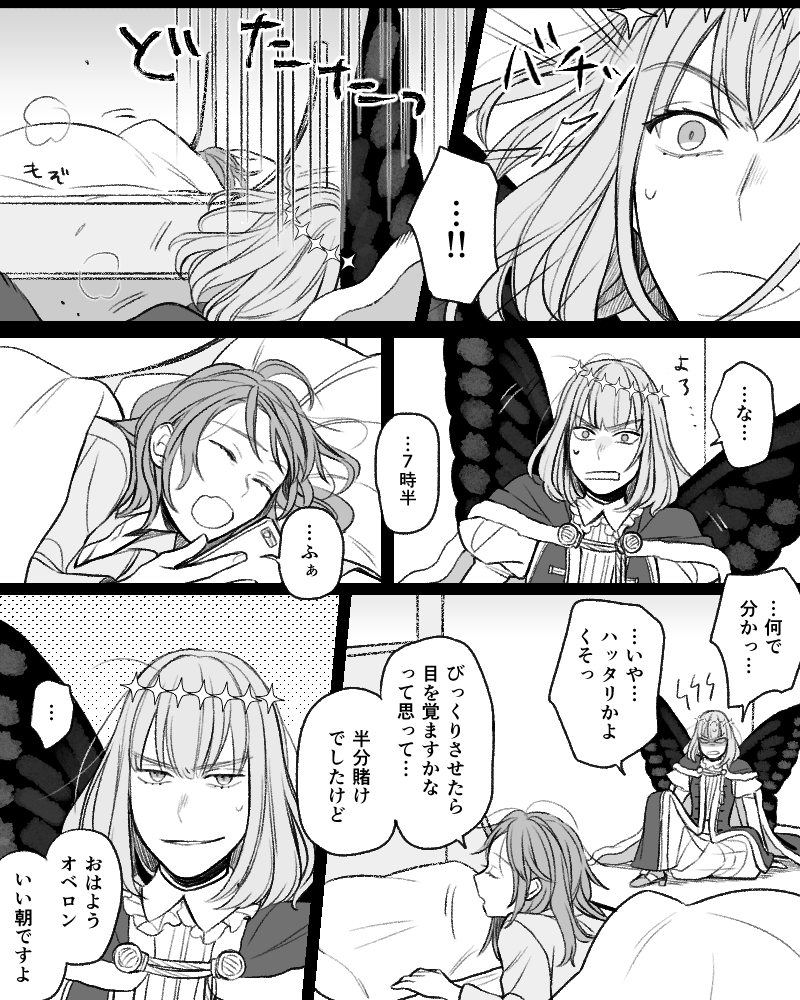 バチッ
…!!
どたたたっ
もぞ
…な…
よろ…
…7時半
…ふぁ
…何で
分かっ…
…いや…
ハッタリかよ
くそっ
びっくりさせたら
目を覚ますかな
って思って…
半分賭け
でしたけど
…
おはよう
オベロン
いい朝ですよ